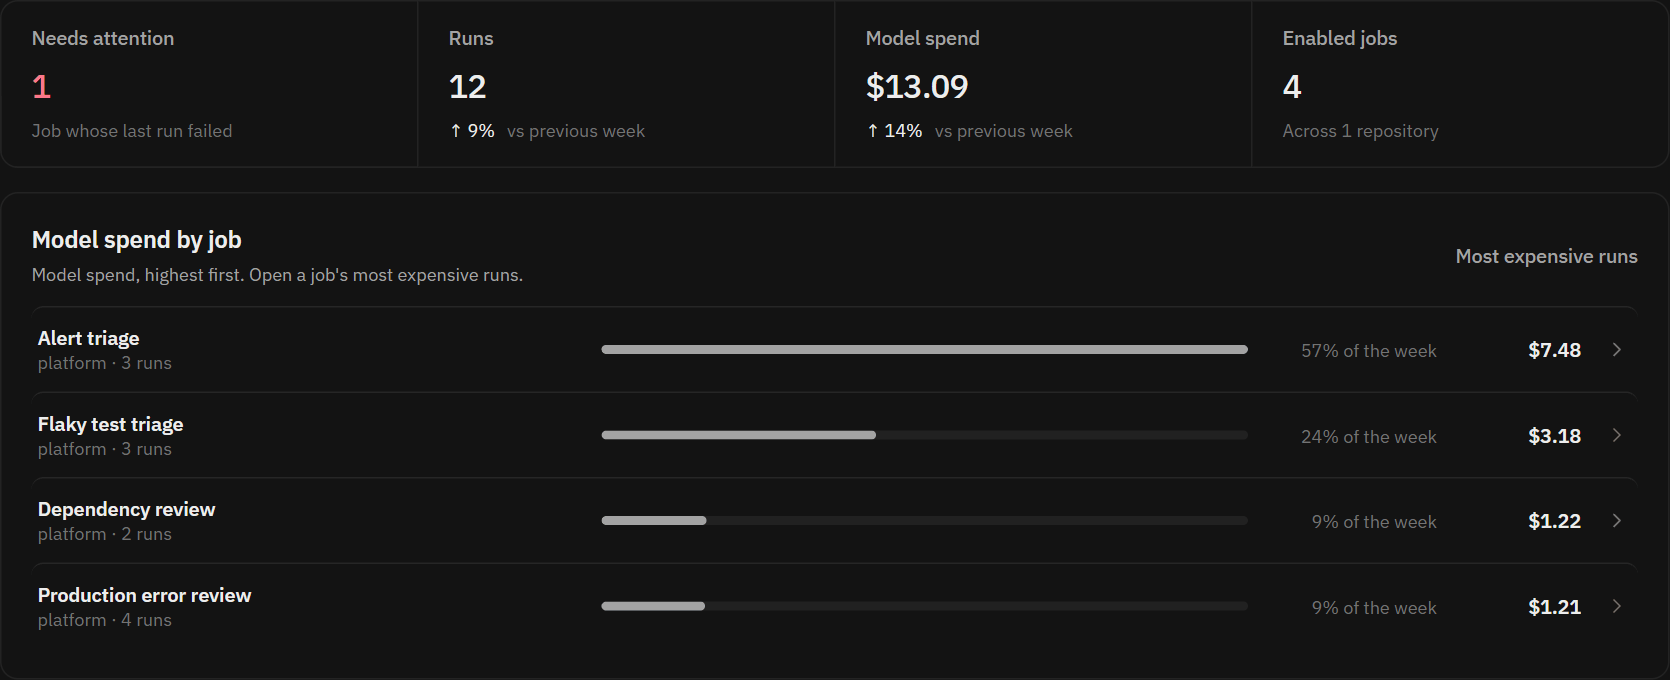 Needs attention
1
Job whose last run failed
Runs
12
↑ 9% vs previous week
Model spend
$13.09
↑ 14% vs previous week
Enabled jobs
4
Across 1 repository
Model spend by job
Model spend, highest first. Open a job's most expensive runs.
Most expensive runs
Alert triage
platform · 3 runs
57% of the week
$7.48
Flaky test triage
platform · 3 runs
24% of the week
$3.18
Dependency review
platform · 2 runs
9% of the week
$1.22
Production error review
platform · 4 runs
9% of the week
$1.21